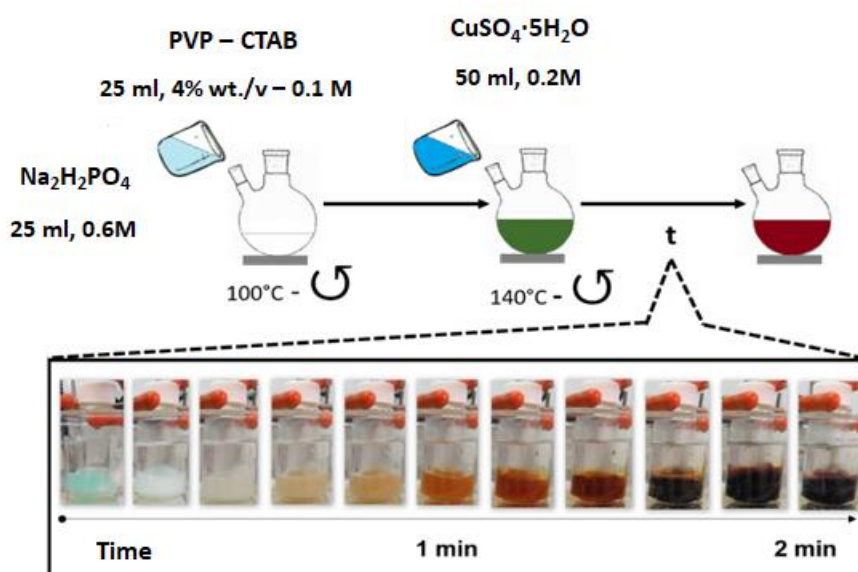 PVP – CTAB
25 ml, 4% wt./v – 0.1 M
CuSO₄·5H₂O
50 ml, 0.2M
Na₂H₂PO₄
25 ml, 0.6M
100°C -
140°C -
t
Time
1 min
2 min